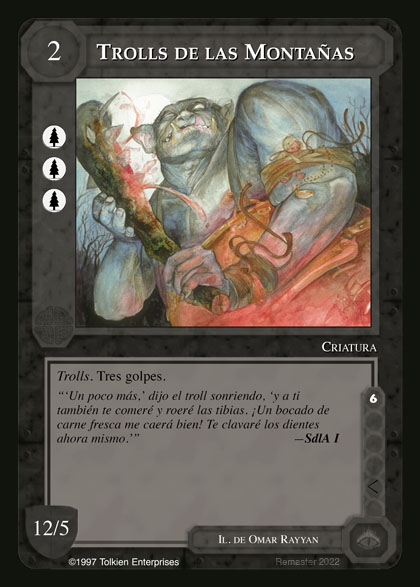 2
TROLLS DE LAS MONTAÑAS
CRIATURA
Trolls. Tres golpes.
“‘Un poco más,’ dijo el troll sonriendo, ‘y a ti
también te comeré y roeré las tibias. ¡Un bocado de
carne fresca me caerá bien! Te clavaré los dientes
ahora mismo.’”
—SdlA I
6
12/5
IL. DE OMAR RAYYAN
©1997 Tolkien Enterprises
Remaster 2022